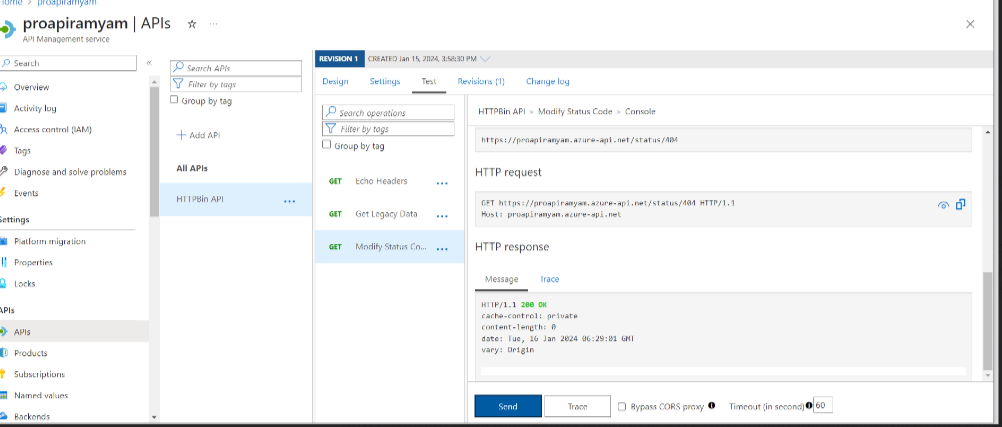 Home > proapiramyam
proapiramyam | APIs ☆ ...
API Management service
Search
«
Overview
Activity log
Access control (IAM)
Tags
Diagnose and solve problems
Events
Settings
Platform migration
Properties
Locks
APIs
APIs
Products
Subscriptions
Named values
Backends
Search APIs
Filter by tags
Group by tag
+ Add API
All APIs
HTTPBin API ...
REVISION 1 CREATED Jan 15, 2024, 3:58:30 PM
Design Settings Test Revisions (1) Change log
Search operations
Filter by tags
Group by tag
GET Echo Headers ...
GET Get Legacy Data ...
GET Modify Status Co... ...
HTTPBin API > Modify Status Code > Console
https://proapiramyam.azure-api.net/status/404
HTTP request
GET https://proapiramyam.azure-api.net/status/404 HTTP/1.1
Host: proapiramyam.azure-api.net
HTTP response
Message Trace
HTTP/1.1 200 OK
cache-control: private
content-length: 0
date: Tue, 16 Jan 2024 06:29:01 GMT
vary: Origin
Send Trace Bypass CORS proxy Timeout (in second) 60